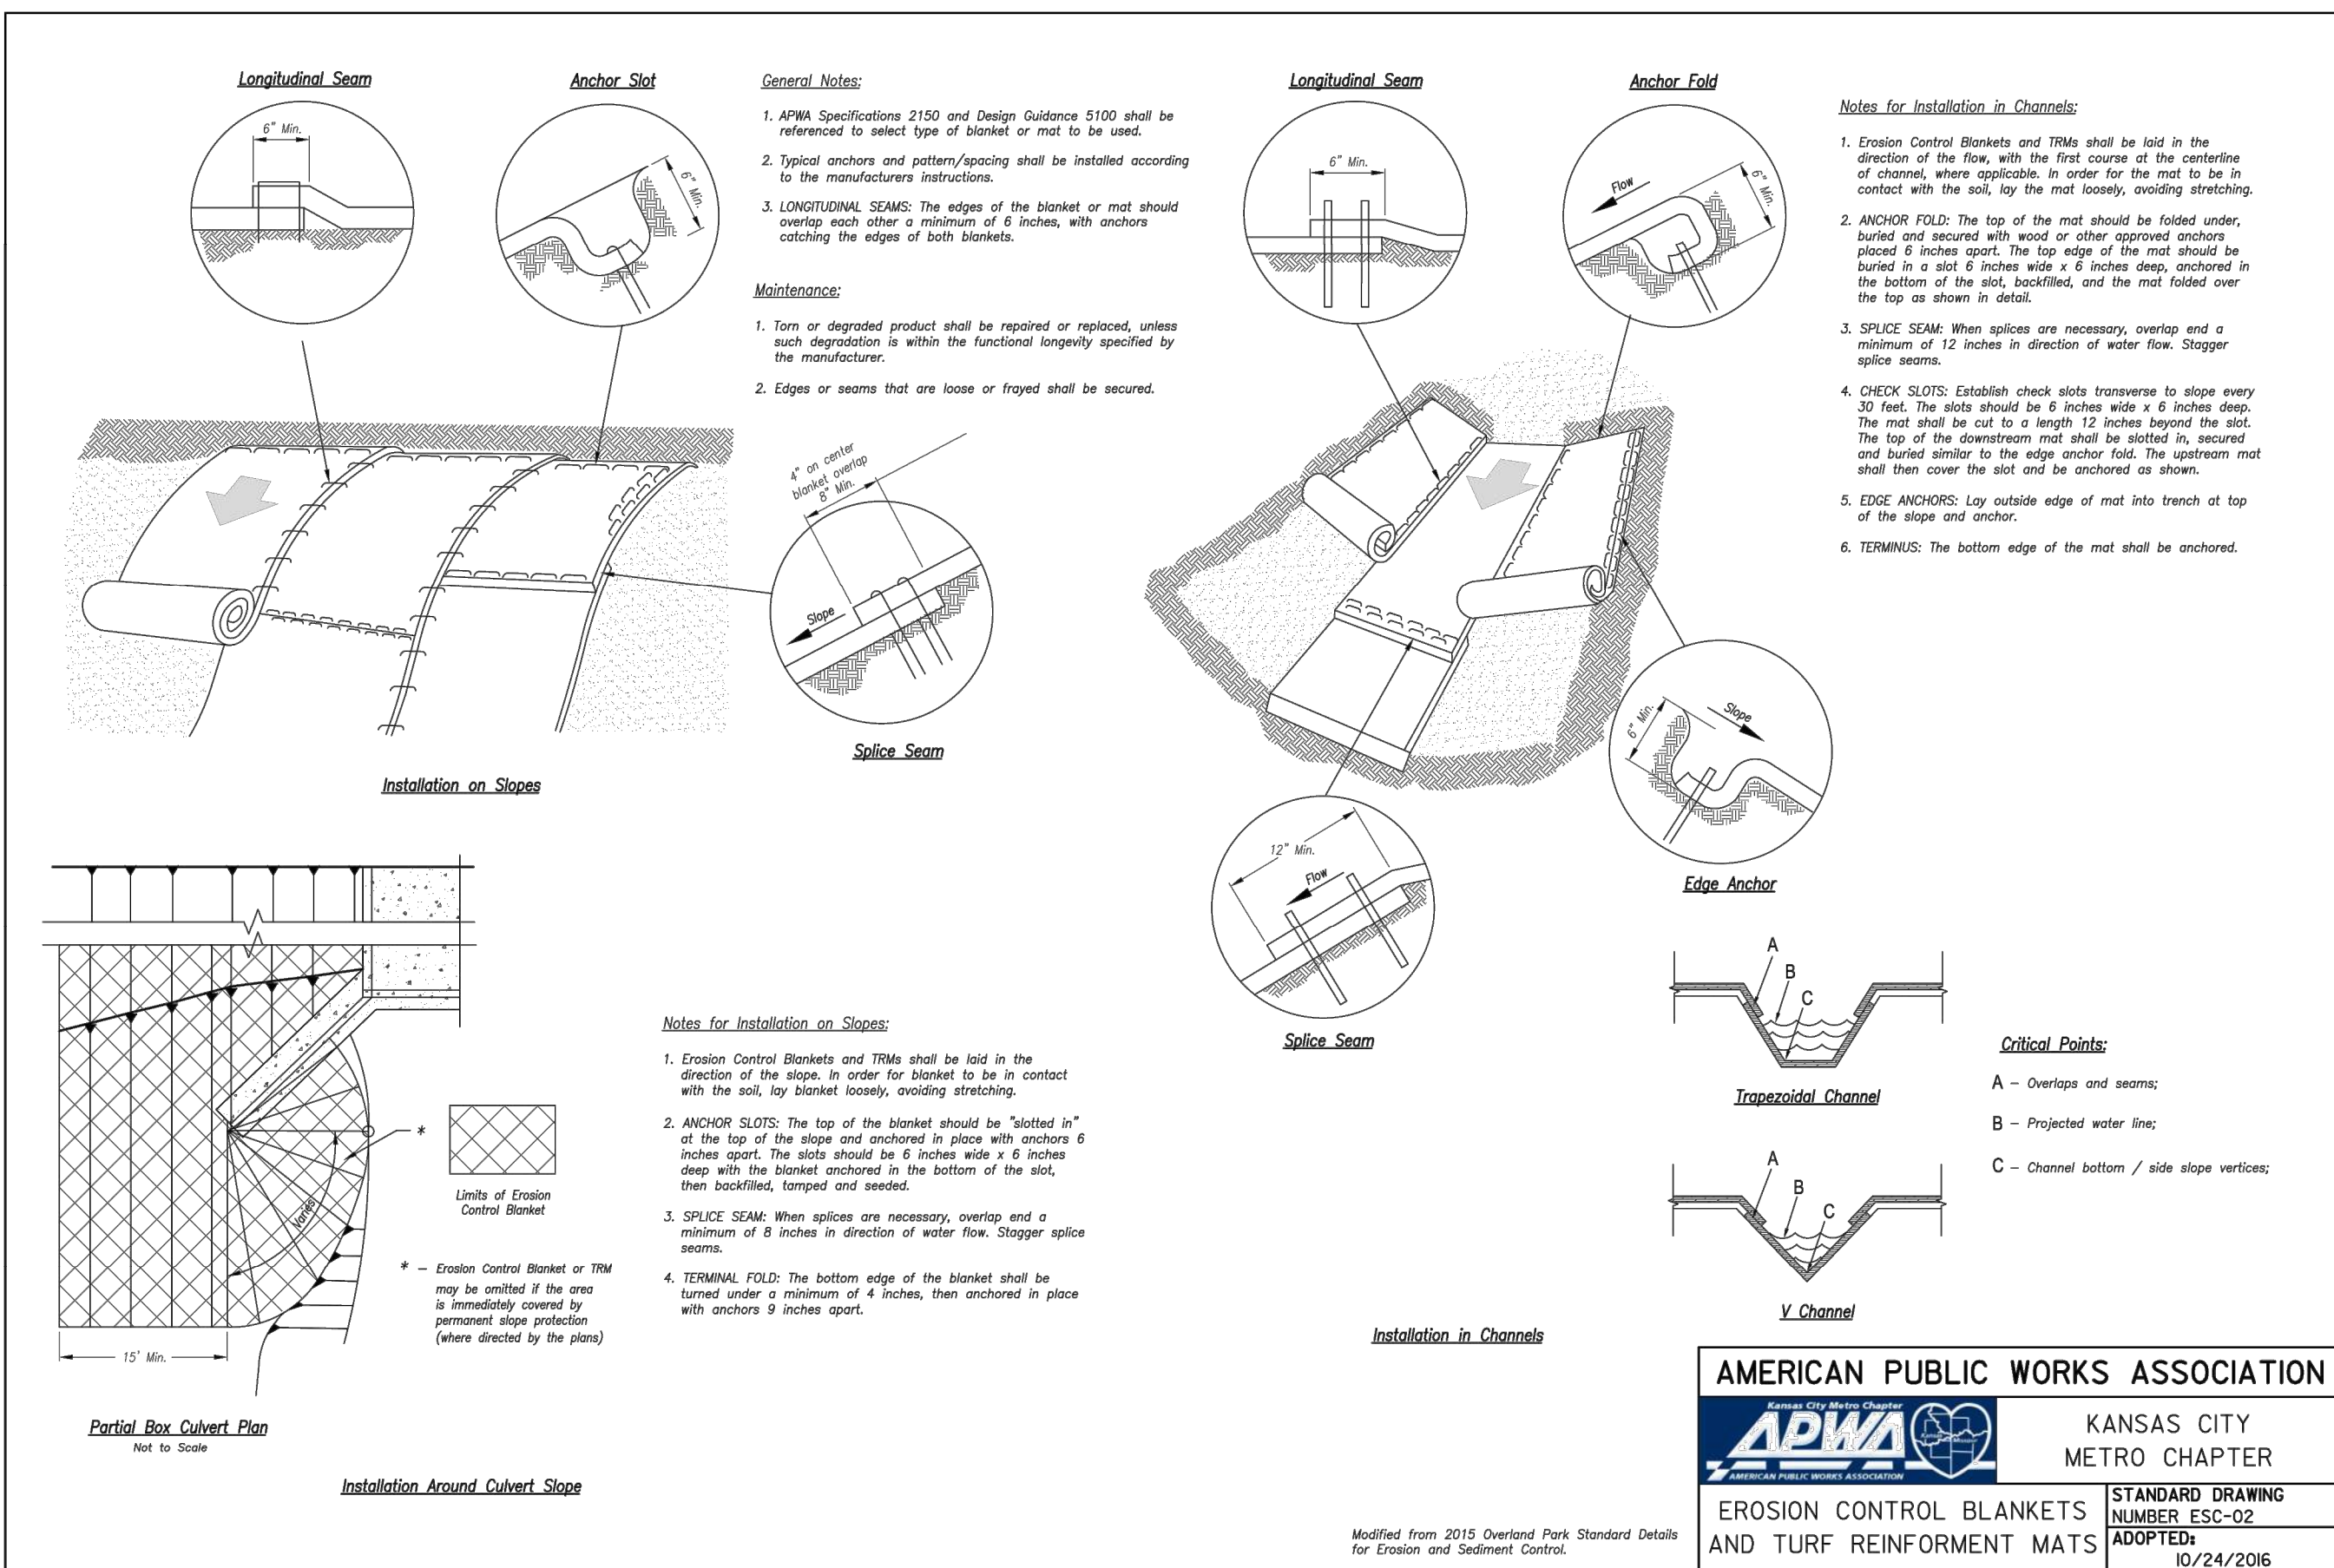 Longitudinal Seam
6" Min.
Anchor Slot
6" Min.
General Notes:
1. APWA Specifications 2150 and Design Guidance 5100 shall be
referenced to select type of blanket or mat to be used.
2. Typical anchors and pattern/spacing shall be installed according
to the manufacturers instructions.
3. LONGITUDINAL SEAMS: The edges of the blanket or mat should
overlap each other a minimum of 6 inches, with anchors
catching the edges of both blankets.
Maintenance:
1. Torn or degraded product shall be repaired or replaced, unless
such degradation is within the functional longevity specified by
the manufacturer.
2. Edges or seams that are loose or frayed shall be secured.
4" on center
blanket overlap
8" Min.
Slope
Splice Seam
Installation on Slopes
Longitudinal Seam
6" Min.
Anchor Fold
Flow
6" Min.
Notes for Installation in Channels:
1. Erosion Control Blankets and TRMs shall be laid in the
direction of the flow, with the first course at the centerline
of channel, where applicable. In order for the mat to be in
contact with the soil, lay the mat loosely, avoiding stretching.
2. ANCHOR FOLD: The top of the mat should be folded under,
buried and secured with wood or other approved anchors
placed 6 inches apart. The top edge of the mat should be
buried in a slot 6 inches wide x 6 inches deep, anchored in
the bottom of the slot, backfilled, and the mat folded over
the top as shown in detail.
3. SPLICE SEAM: When splices are necessary, overlap end a
minimum of 12 inches in direction of water flow. Stagger
splice seams.
4. CHECK SLOTS: Establish check slots transverse to slope every
30 feet. The slots should be 6 inches wide x 6 inches deep.
The mat shall be cut to a length 12 inches beyond the slot.
The top of the downstream mat shall be slotted in, secured
and buried similar to the edge anchor fold. The upstream mat
shall then cover the slot and be anchored as shown.
5. EDGE ANCHORS: Lay outside edge of mat into trench at top
of the slope and anchor.
6. TERMINUS: The bottom edge of the mat shall be anchored.
6" Min.
Slope
Edge Anchor
12" Min.
Flow
Splice Seam
A
B
C
Trapezoidal Channel
A
B
C
V Channel
Critical Points:
A - Overlaps and seams;
B - Projected water line;
C - Channel bottom / side slope vertices;
Installation in Channels
*
Varies
Limits of Erosion
Control Blanket
* - Erosion Control Blanket or TRM
may be omitted if the area
is immediately covered by
permanent slope protection
(where directed by the plans)
15' Min.
Partial Box Culvert Plan
Not to Scale
Installation Around Culvert Slope
Notes for Installation on Slopes:
1. Erosion Control Blankets and TRMs shall be laid in the
direction of the slope. In order for blanket to be in contact
with the soil, lay blanket loosely, avoiding stretching.
2. ANCHOR SLOTS: The top of the blanket should be "slotted in"
at the top of the slope and anchored in place with anchors 6
inches apart. The slots should be 6 inches wide x 6 inches
deep with the blanket anchored in the bottom of the slot,
then backfilled, tamped and seeded.
3. SPLICE SEAM: When splices are necessary, overlap end a
minimum of 8 inches in direction of water flow. Stagger splice
seams.
4. TERMINAL FOLD: The bottom edge of the blanket shall be
turned under a minimum of 4 inches, then anchored in place
with anchors 9 inches apart.
Modified from 2015 Overland Park Standard Details
for Erosion and Sediment Control.
AMERICAN PUBLIC WORKS ASSOCIATION
Kansas City Metro Chapter
APWA
Kansas Missouri
AMERICAN PUBLIC WORKS ASSOCIATION
KANSAS CITY
METRO CHAPTER
EROSION CONTROL BLANKETS
AND TURF REINFORMENT MATS
STANDARD DRAWING
NUMBER ESC-02
ADOPTED:
10/24/2016